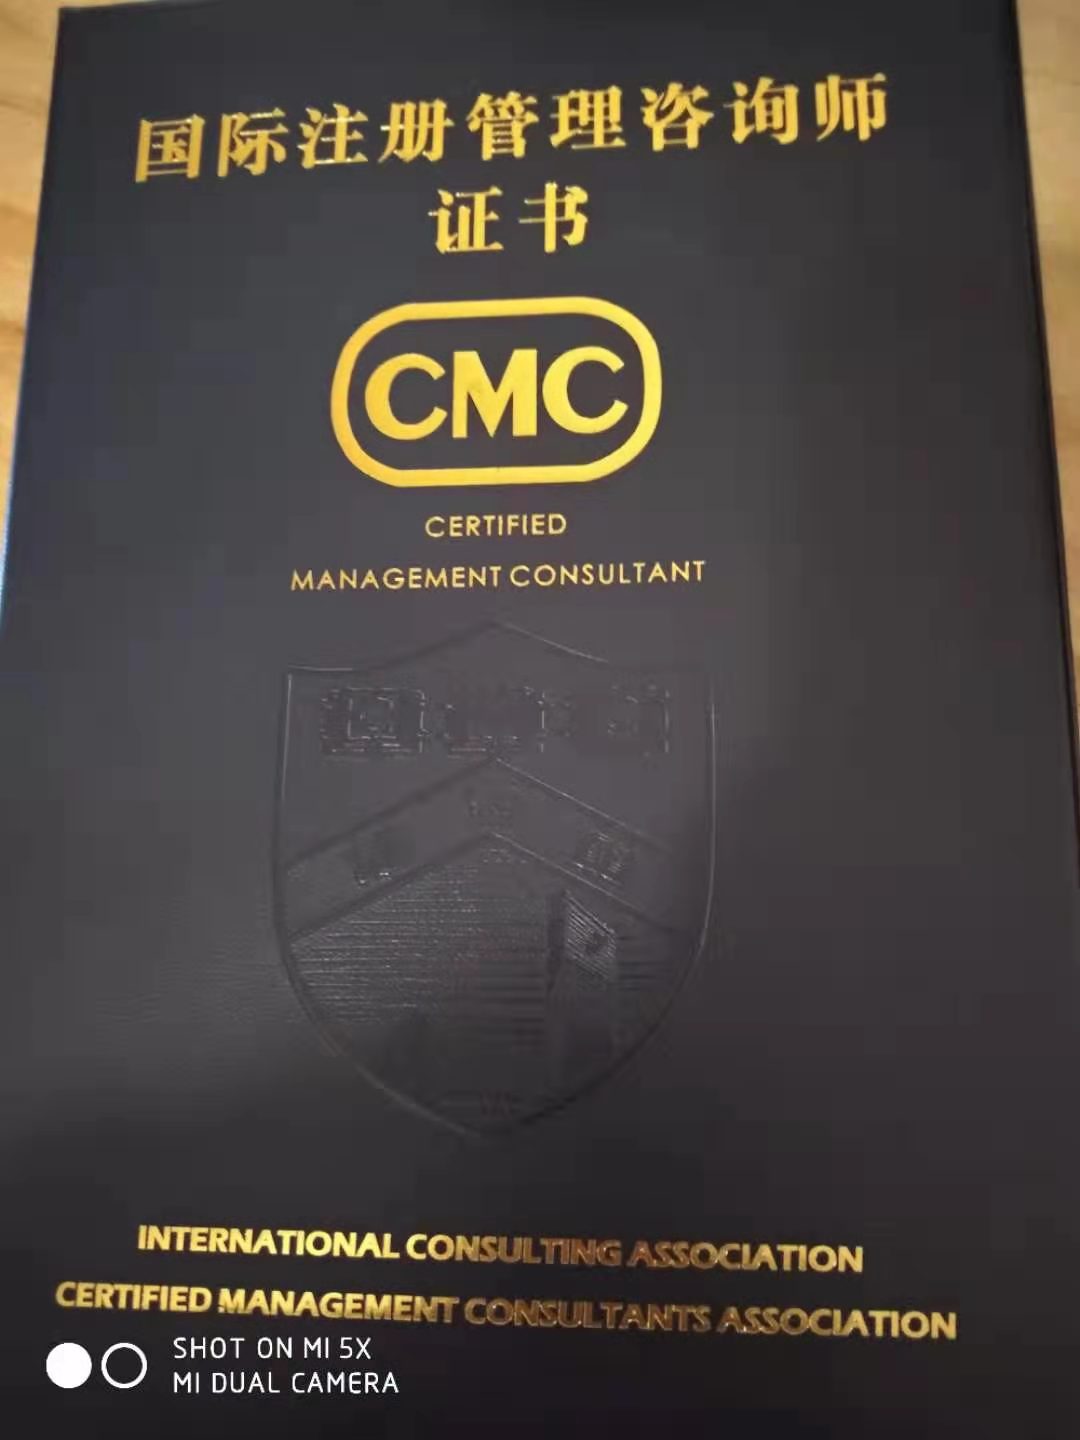 国际注册管理咨询师
证书
CMC
CERTIFIED
MANAGEMENT CONSULTANT
INTERNATIONAL CONSULTING ASSOCIATION
CERTIFIED MANAGEMENT CONSULTANTS ASSOCIATION
SHOT ON MI 5X
MI DUAL CAMERA